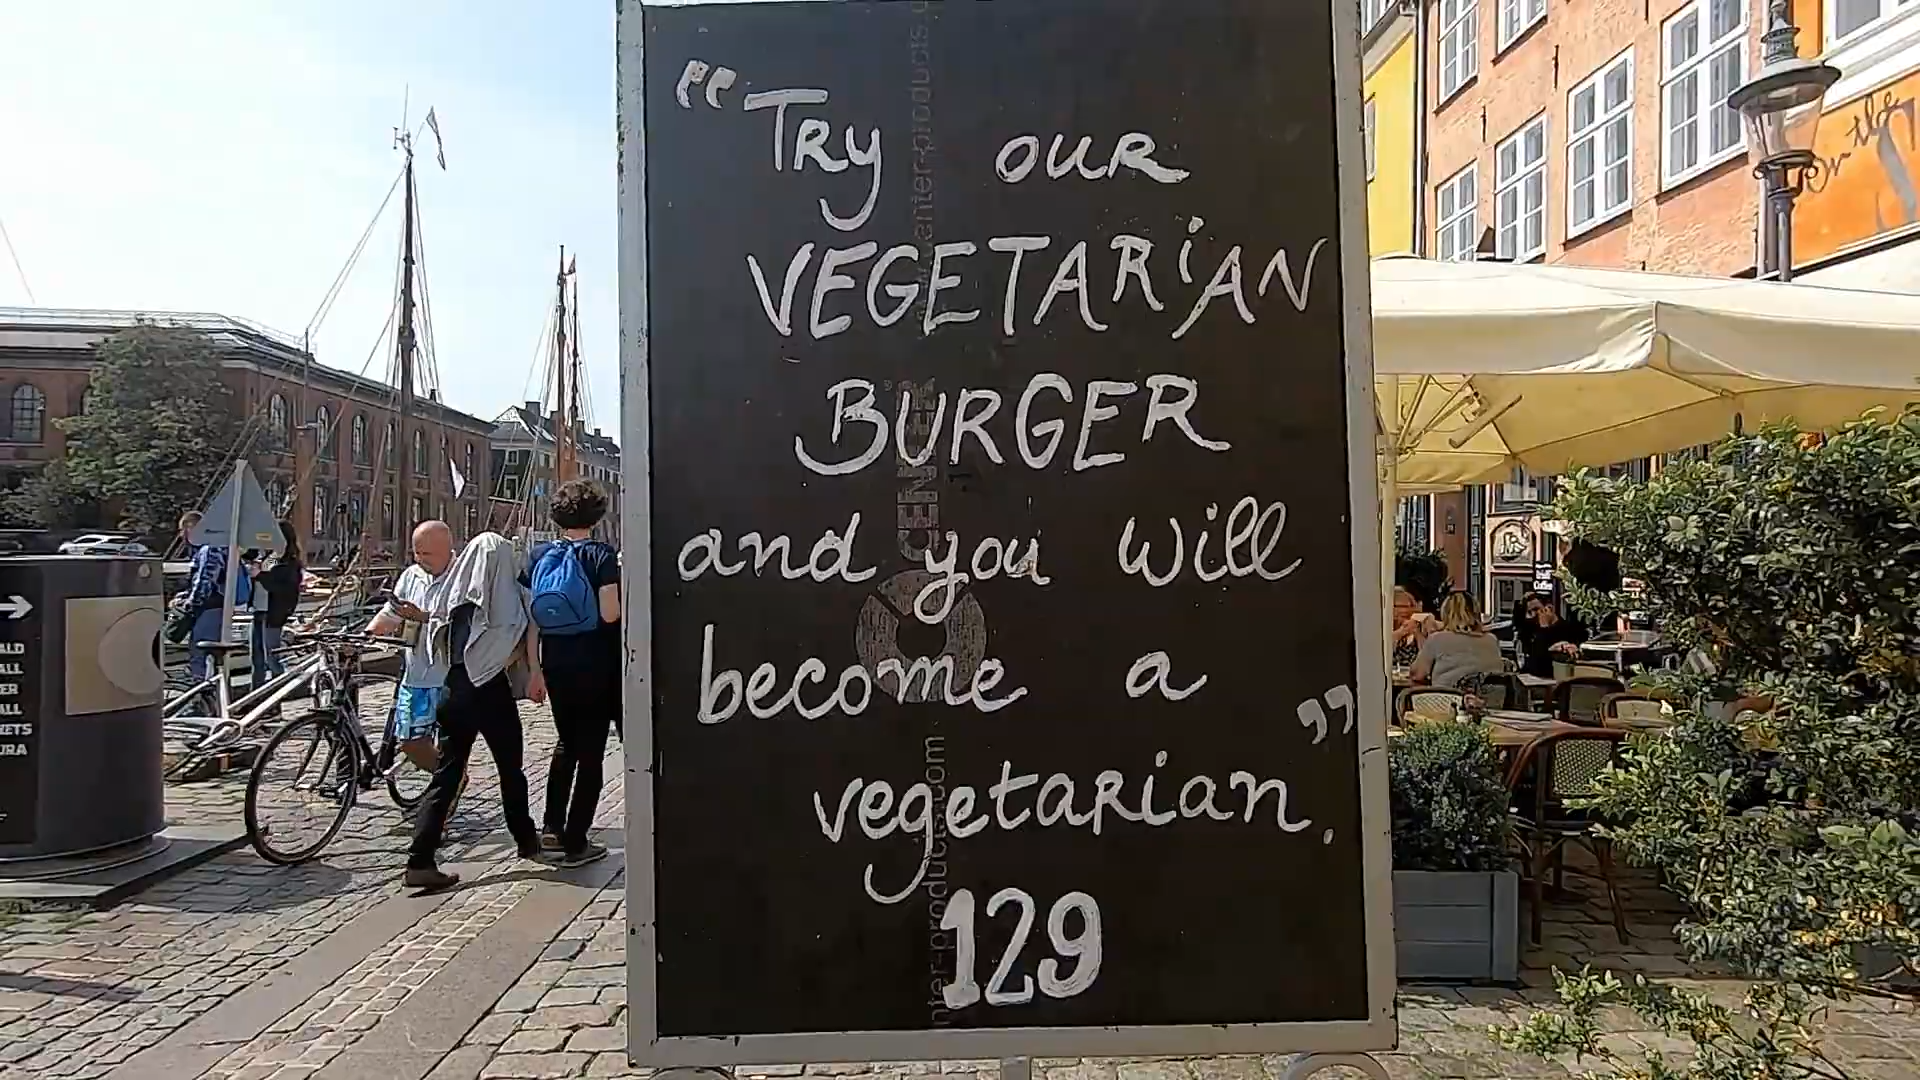 “Try our
VEGETARiAN
BURGER
and you will
become a
vegetarian.”
129